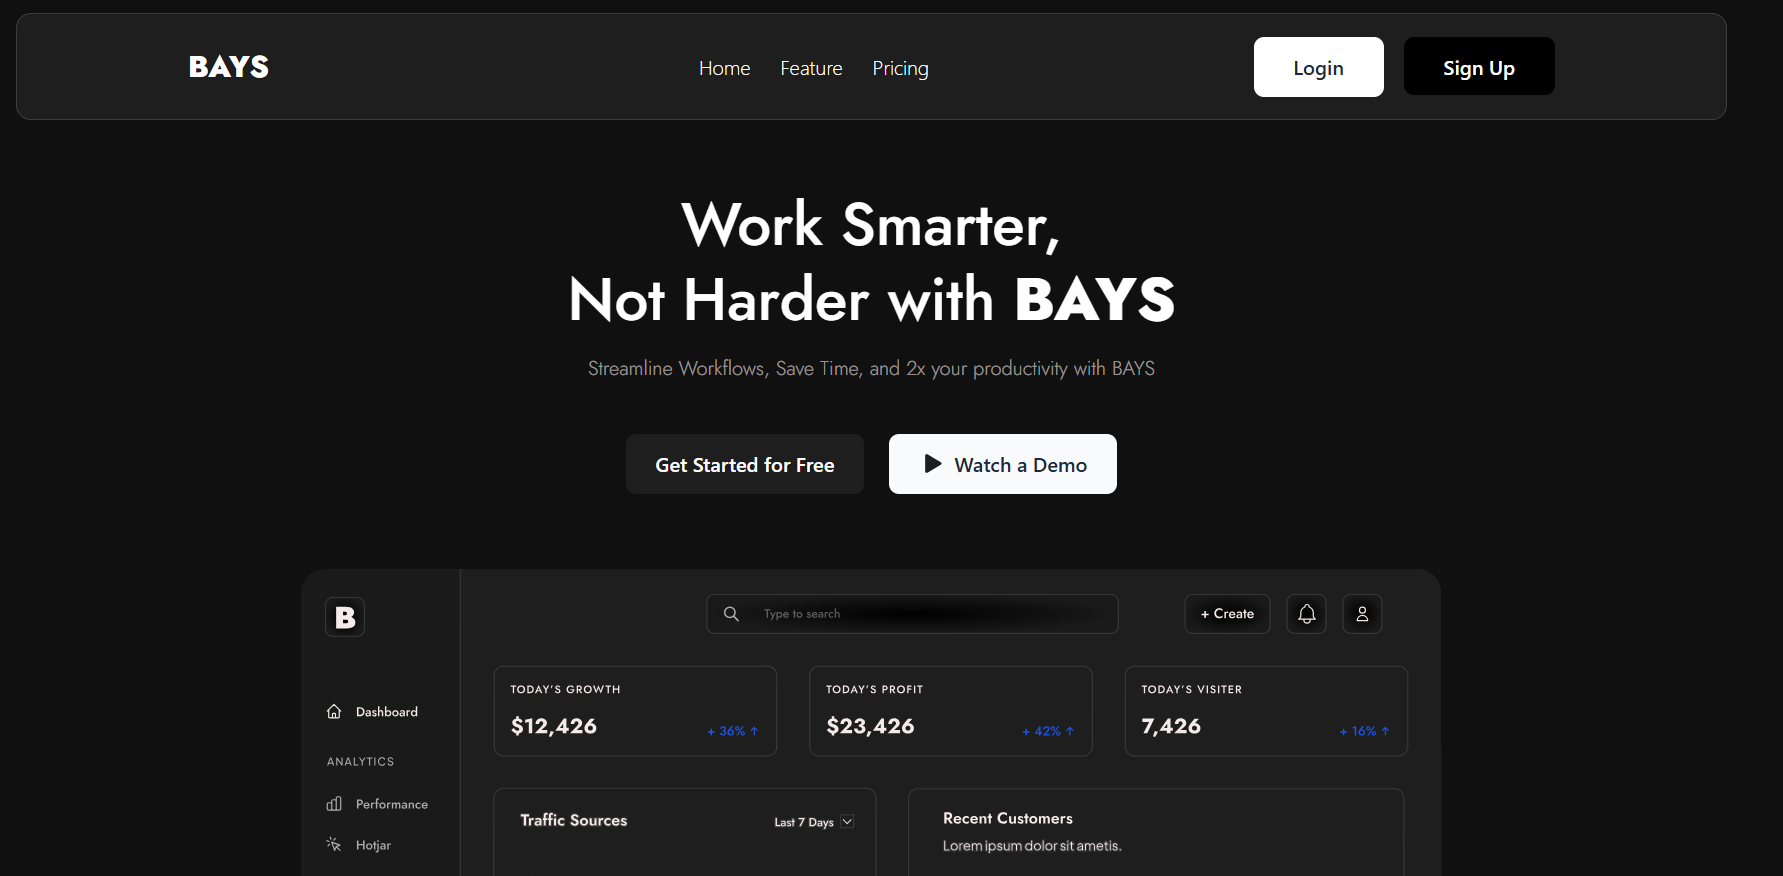 BAYS
Home Feature Pricing
Login
Sign Up
Work Smarter,
Not Harder with BAYS
Streamline Workflows, Save Time, and 2x your productivity with BAYS
Get Started for Free
Watch a Demo
B
Type to search
+ Create
Dashboard
ANALYTICS
Performance
Hotjar
TODAY'S GROWTH
$12,426
+ 36% ↑
TODAY'S PROFIT
$23,426
+ 42% ↑
TODAY'S VISITER
7,426
+ 16% ↑
Traffic Sources
Last 7 Days
Recent Customers
Lorem ipsum dolor sit ametis.